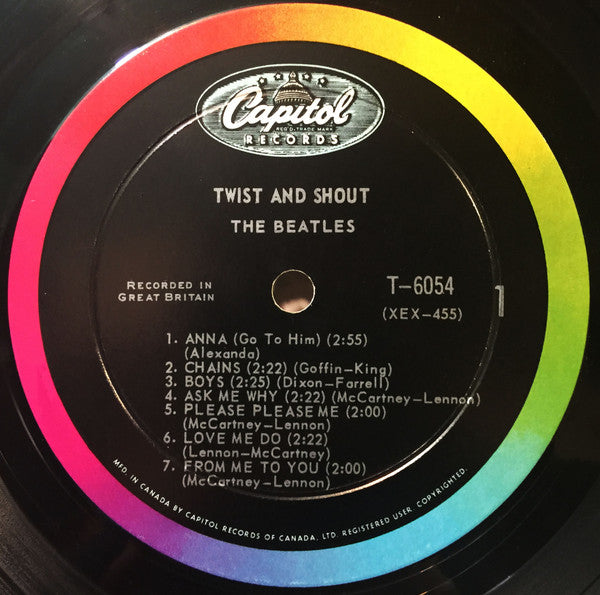 Capitol
REG'D. TRADE MARK
RECORDS
TWIST AND SHOUT
THE BEATLES
RECORDED IN
GREAT BRITAIN
T-6054
(XEX-455)
1
1. ANNA (Go To Him) (2:55)
(Alexanda)
2. CHAINS (2:22) (Goffin-King)
3. BOYS (2:25) (Dixon-Farrell)
4. ASK ME WHY (2:22) (McCartney-Lennon)
5. PLEASE PLEASE ME (2:00)
(McCartney-Lennon)
6. LOVE ME DO (2:22)
(Lennon-McCartney)
7. FROM ME TO YOU (2:00)
(McCartney-Lennon)
MFD. IN CANADA BY CAPITOL RECORDS OF CANADA, LTD. REGISTERED USER. COPYRIGHTED.